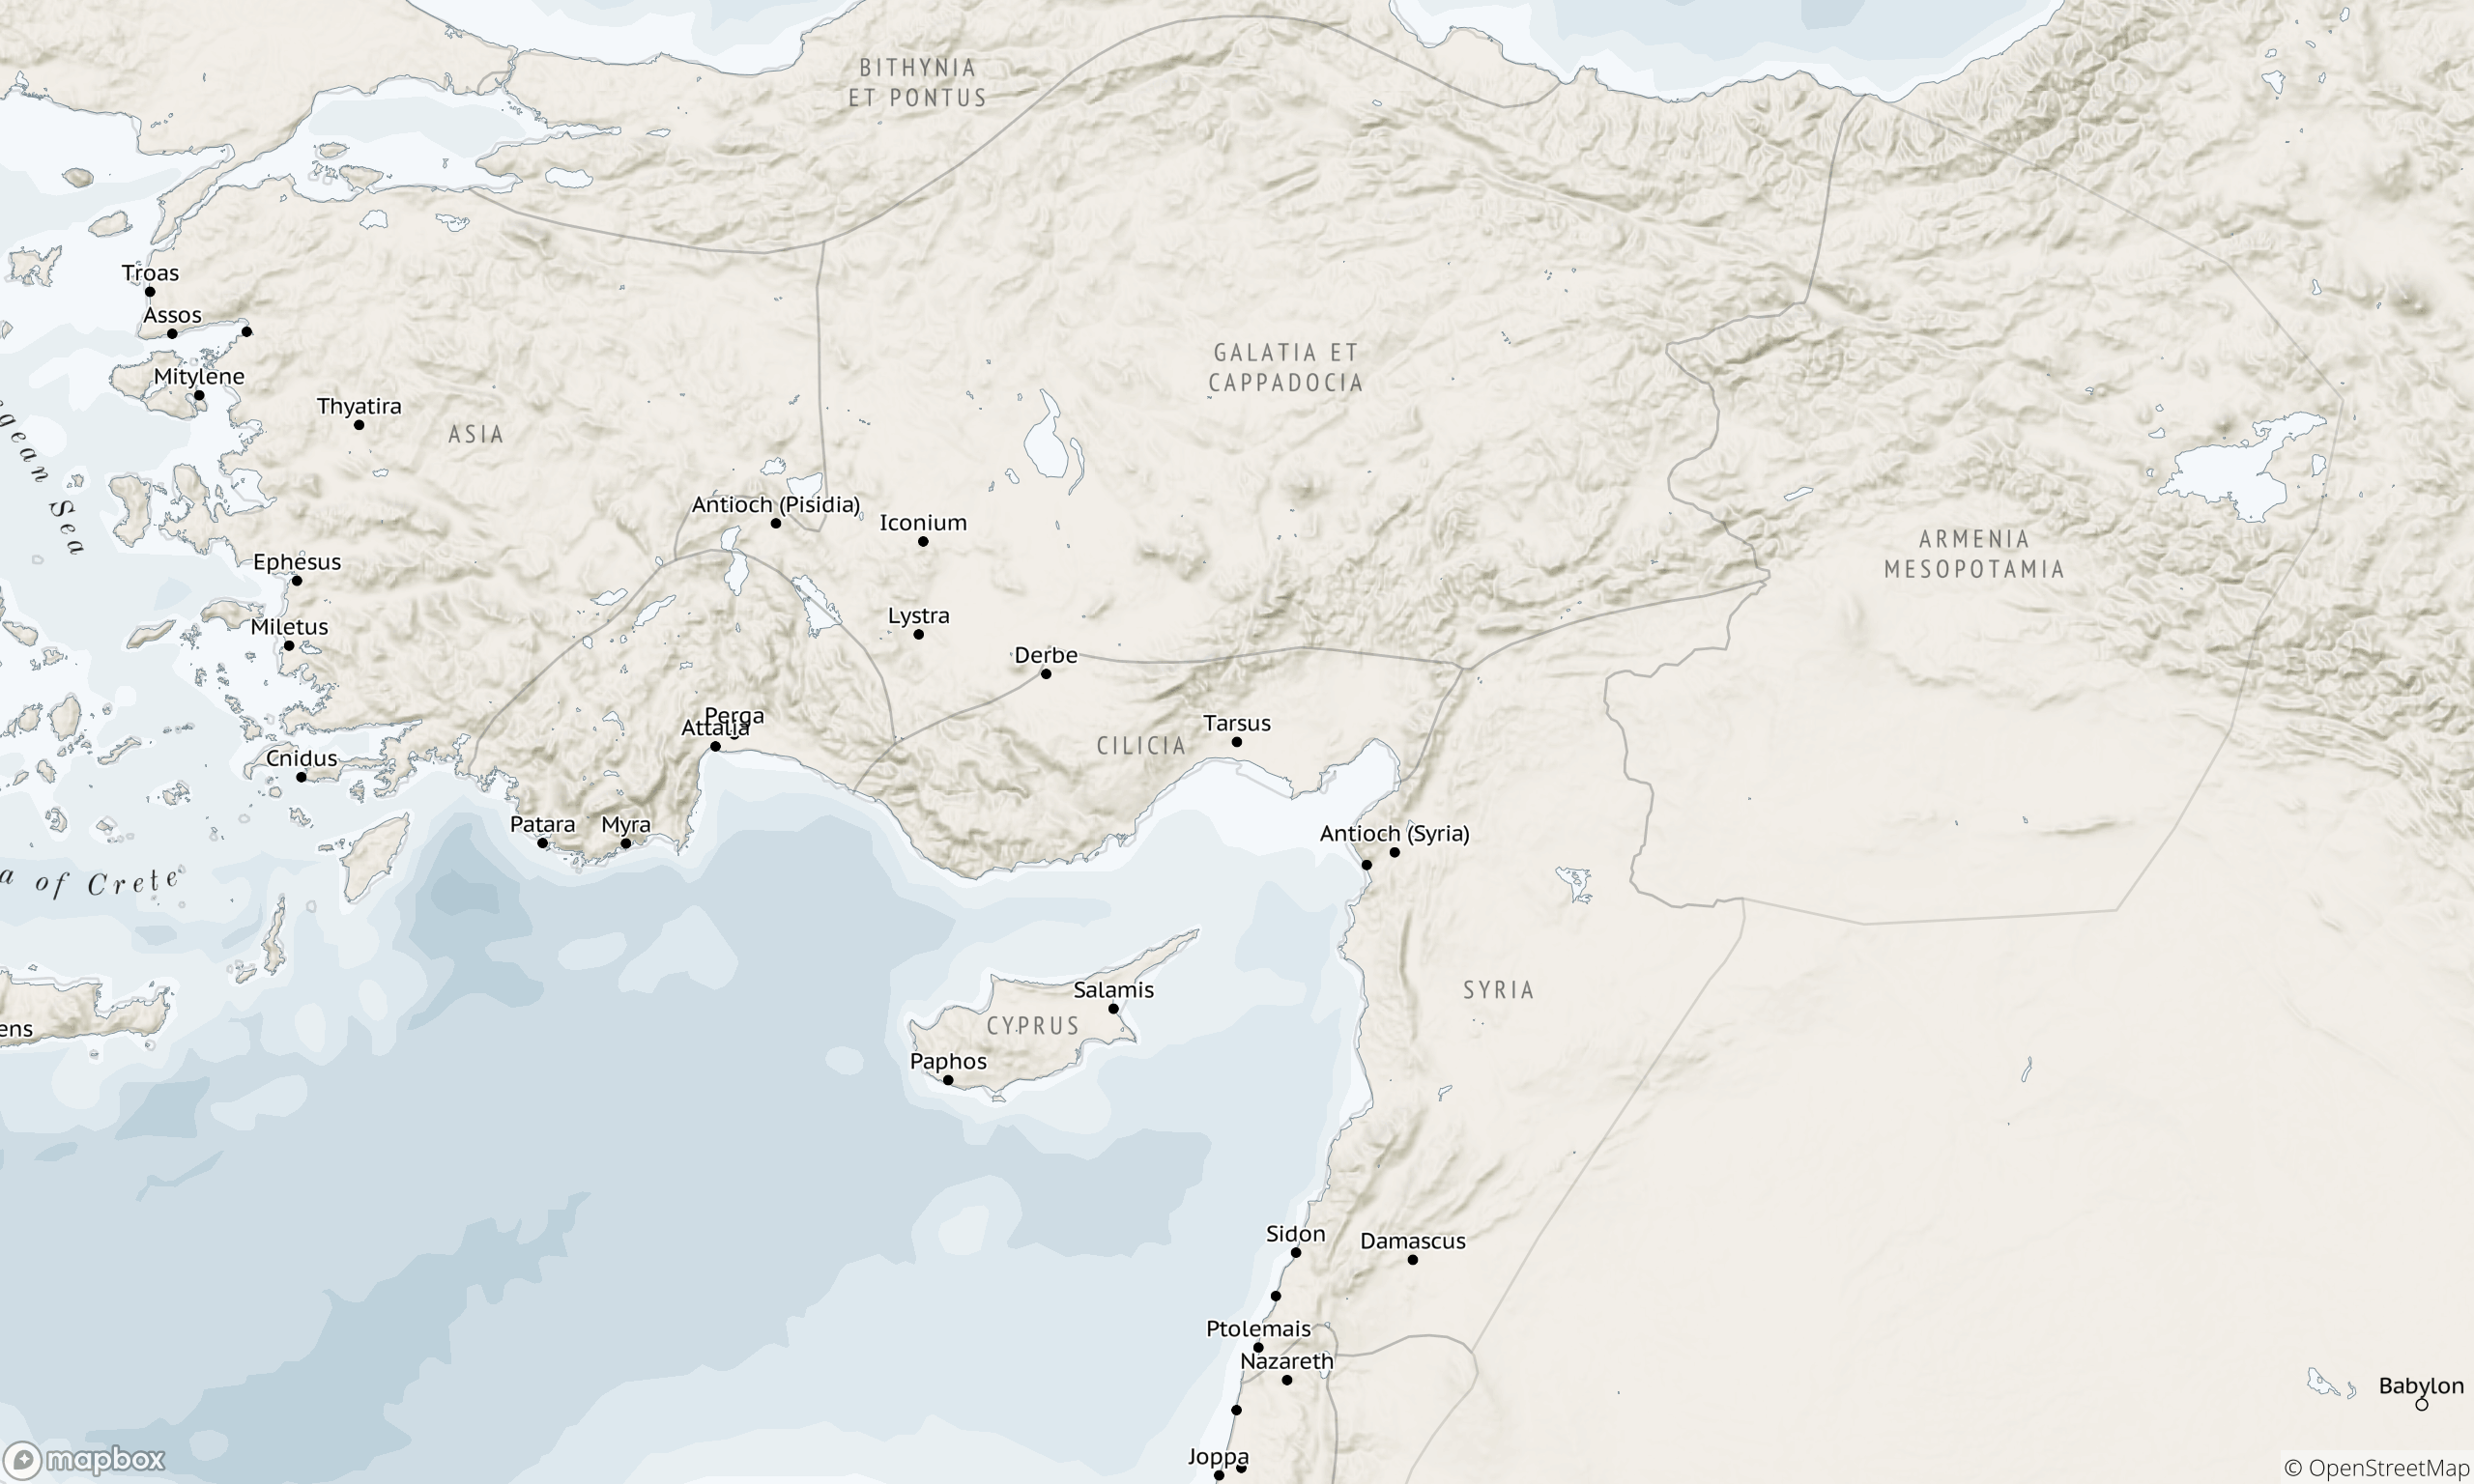 BITHYNIA
ET PONTUS
Troas
Assos
GALATIA ET
CAPPADOCIA
Mitylene
Thyatira
ASIA
Sea
Antioch (Pisidia)
Iconium
ARMENIA
MESOPOTAMIA
Ephesus
Lystra
Miletus
Derbe
Perga
Attalia
Tarsus
CILICIA
Cnidus
Patara
Myra
Antioch (Syria)
of Crete
Salamis
SYRIA
CYPRUS
Paphos
Sidon
Damascus
Ptolemais
Nazareth
Babylon
Joppa
mapbox
© OpenStreetMap